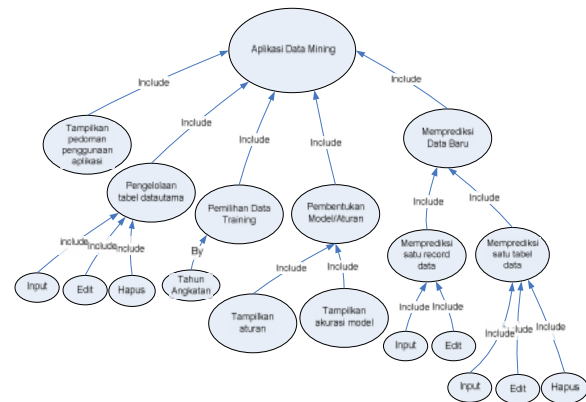 Aplikasi Data Mining
Include
Include
Include
Include
Include
Tampilkan
pedoman
penggunaan
aplikasi
Memprediksi
Data Baru
Pengelolaan
tabel datautama
Pemilihan Data
Training
Pembentukan
Model/Aturan
Include
Include
Include
Include
Include
By
Include
Include
Memprediksi
satu record
data
Memprediksi
satu tabel
data
Input
Edit
Hapus
Tahun
Angkatan
Tampilkan
aturan
Tampilkan
akurasi model
Include
Include
Include
Include
Include
Input
Edit
Input
Edit
Hapus